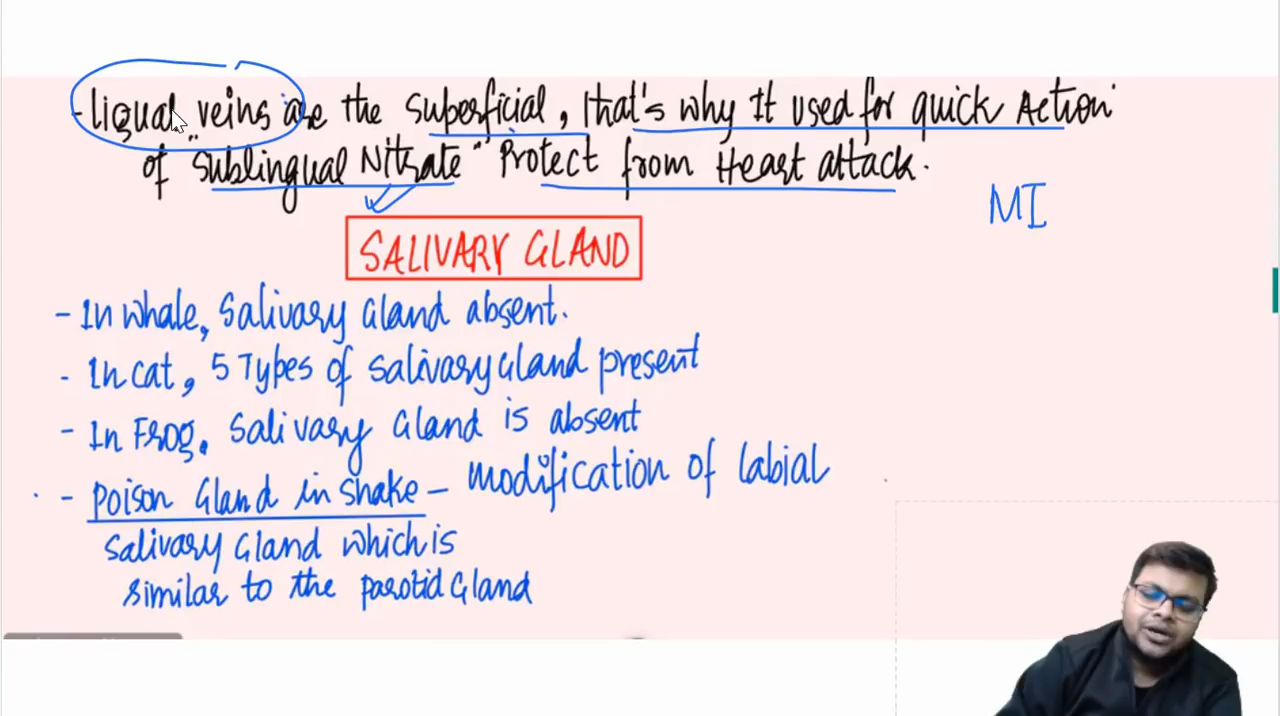 - ligual veins are the superficial, that's why It used for quick Action
of "Sublingual Nitrate" Protect from Heart attack.
MI
SALIVARY GLAND
- In whale, Salivary Gland absent.
- In cat, 5 Types of Salivary Gland present
- In Frog, Salivary Gland is absent
- Poison Gland in snake - modification of labial
Salivary Gland which is
similar to the parotid Gland